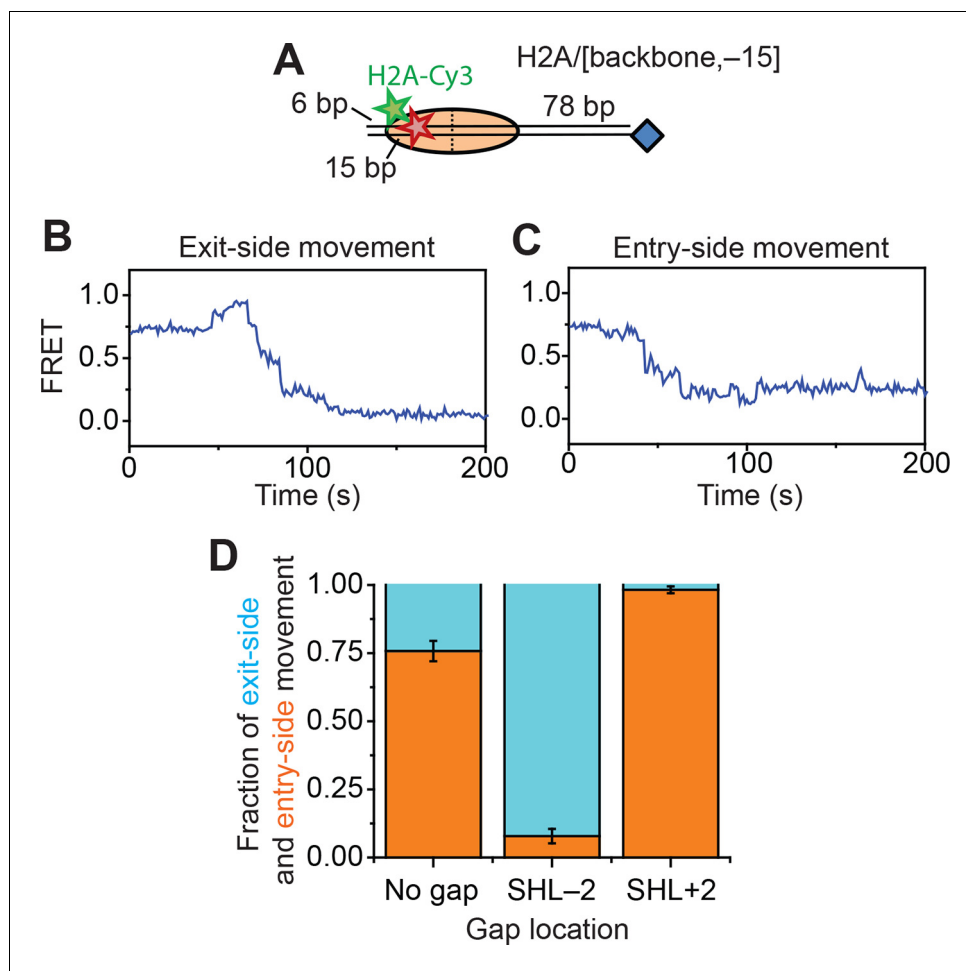 A
H2A/[backbone,–15]
H2A-Cy3
6 bp
78 bp
15 bp
B
Exit-side movement
FRET
1.0
0.5
0.0
0
100
200
Time (s)
C
Entry-side movement
1.0
0.5
0.0
0
100
200
Time (s)
D
Fraction of exit-side
and entry-side movement
1.00
0.75
0.50
0.25
0.00
No gap
SHL–2
SHL+2
Gap location